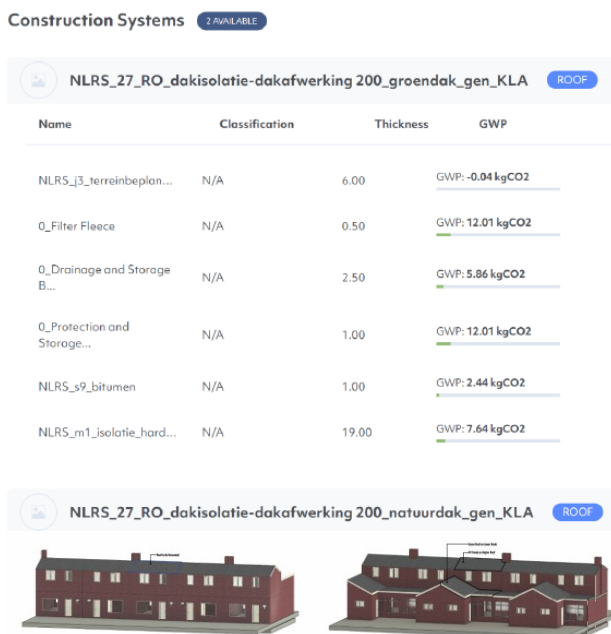 Construction Systems 2 AVAILABLE
NLRS_27_RO_dakisolatie-dakafwerking 200_groendak_gen_KLA ROOF
Name Classification Thickness GWP
NLRS_j3_terreinbeplan... N/A 6.00 GWP: -0.04 kgCO2
0_Filter Fleece N/A 0.50 GWP: 12.01 kgCO2
0_Drainage and Storage
B... N/A 2.50 GWP: 5.86 kgCO2
0_Protection and
Storage... N/A 1.00 GWP: 12.01 kgCO2
NLRS_s9_bitumen N/A 1.00 GWP: 2.44 kgCO2
NLRS_m1_isolatie_hard... N/A 19.00 GWP: 7.64 kgCO2
NLRS_27_RO_dakisolatie-dakafwerking 200_natuurdak_gen_KLA ROOF